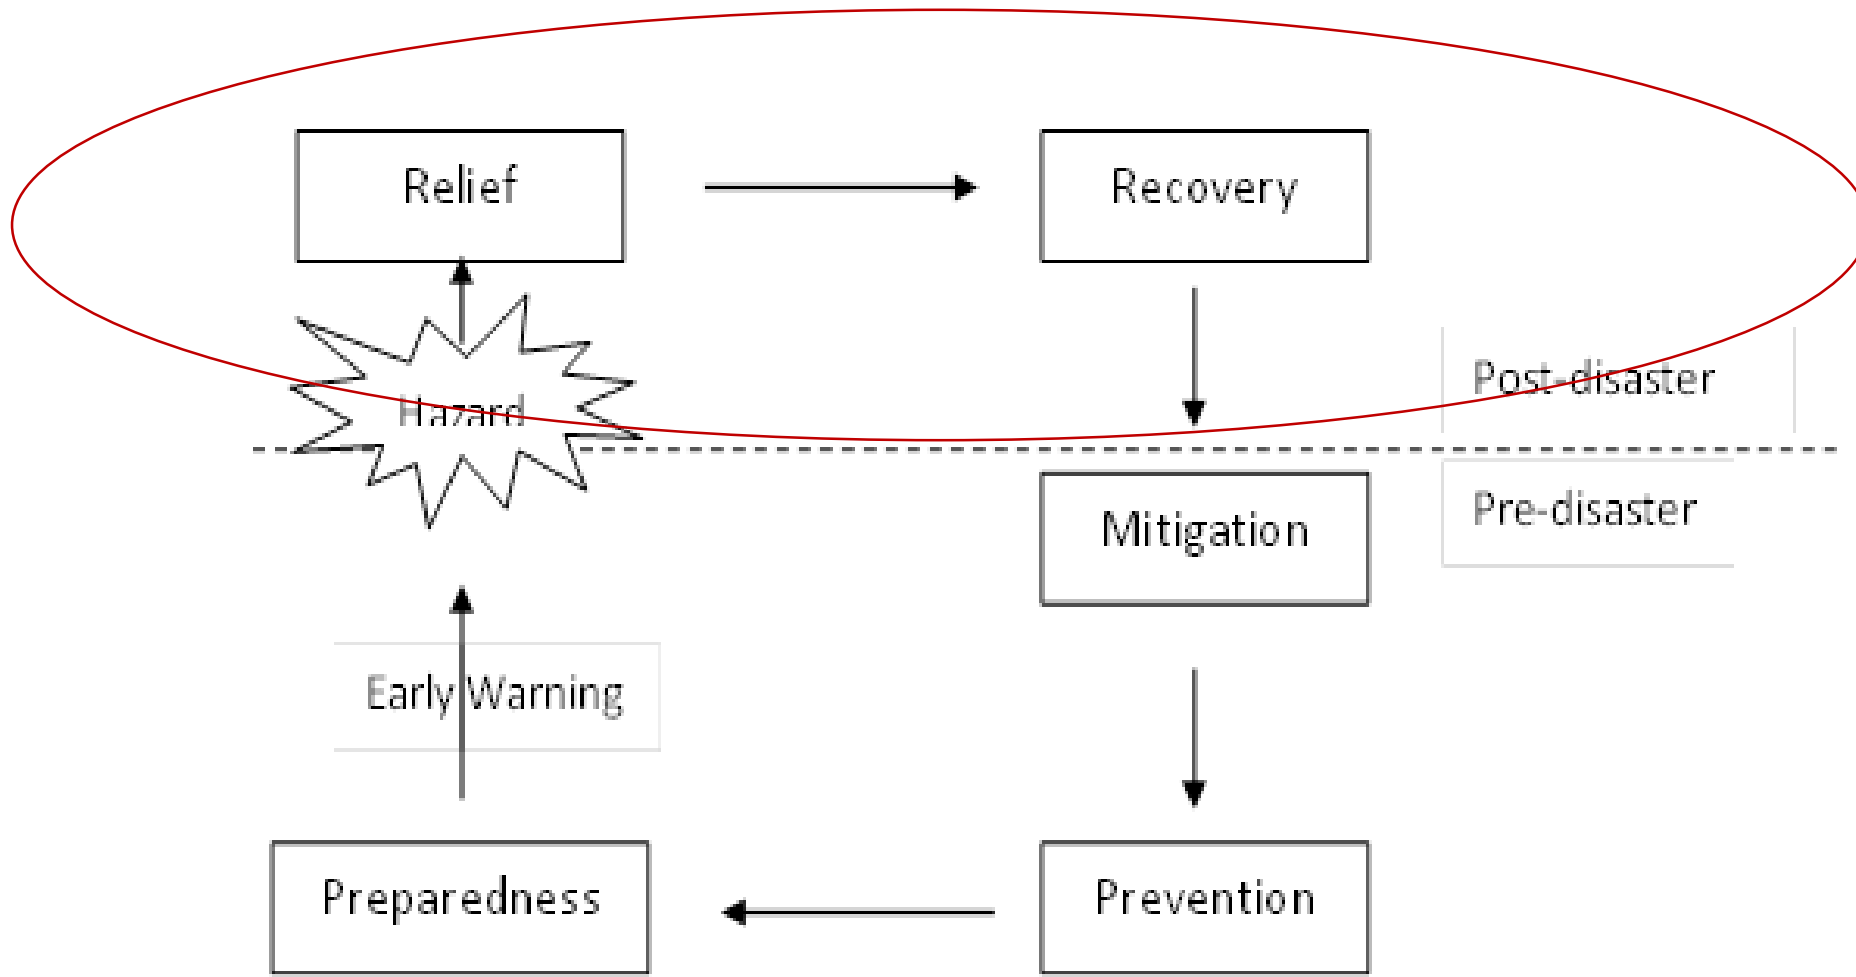 Relief
Recovery
Hazard
Post-disaster
Pre-disaster
Mitigation
Early Warning
Preparedness
Prevention